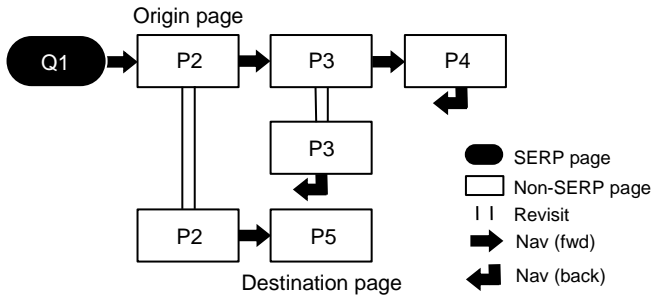 Origin page
Q1
P2
P3
P4
P3
P2
P5
Destination page
SERP page
Non-SERP page
Revisit
Nav (fwd)
Nav (back)